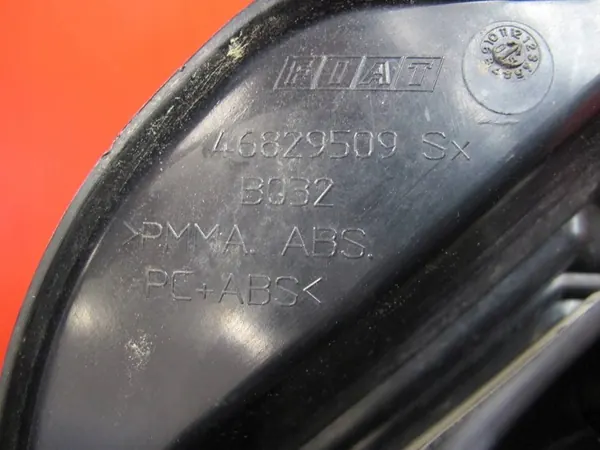 FIAT
46829509 Sx
B032
>PMMA. ABS.
PC+ABS<